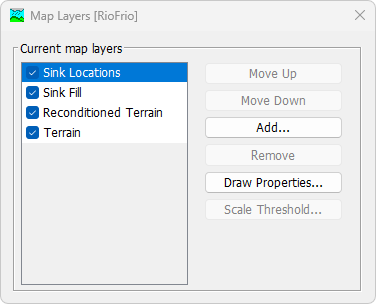 Map Layers [RioFrio]
Current map layers
Sink Locations
Sink Fill
Reconditioned Terrain
Terrain
Move Up
Move Down
Add...
Remove
Draw Properties...
Scale Threshold...